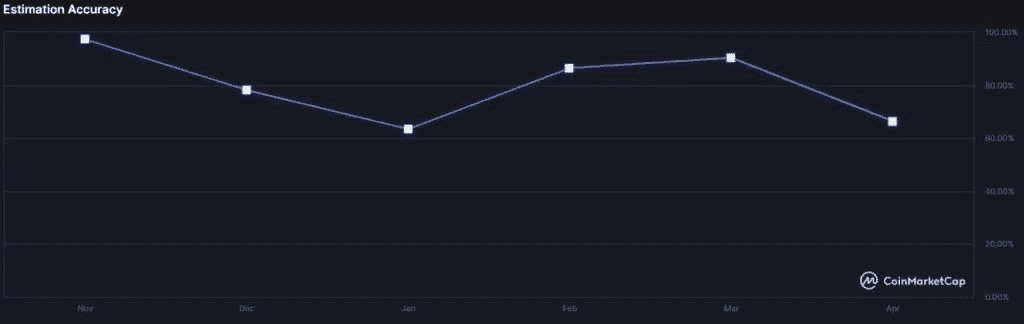 Estimation Accuracy
100.00%
80.00%
60.00%
40.00%
20.00%
0.00%
CoinMarketCap
Nov Dec Jan Feb Mar Apr